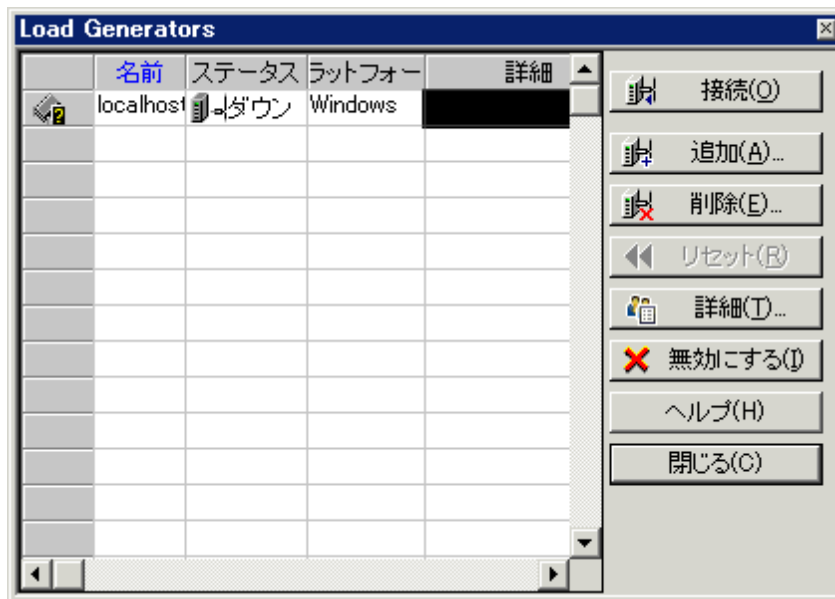 Load Generators
名前 ステータス ラットフォー 詳細
localhost ダウン Windows
接続(O)
追加(A)...
削除(E)...
リセット(R)
詳細(T)...
無効にする(I)
ヘルプ(H)
閉じる(C)